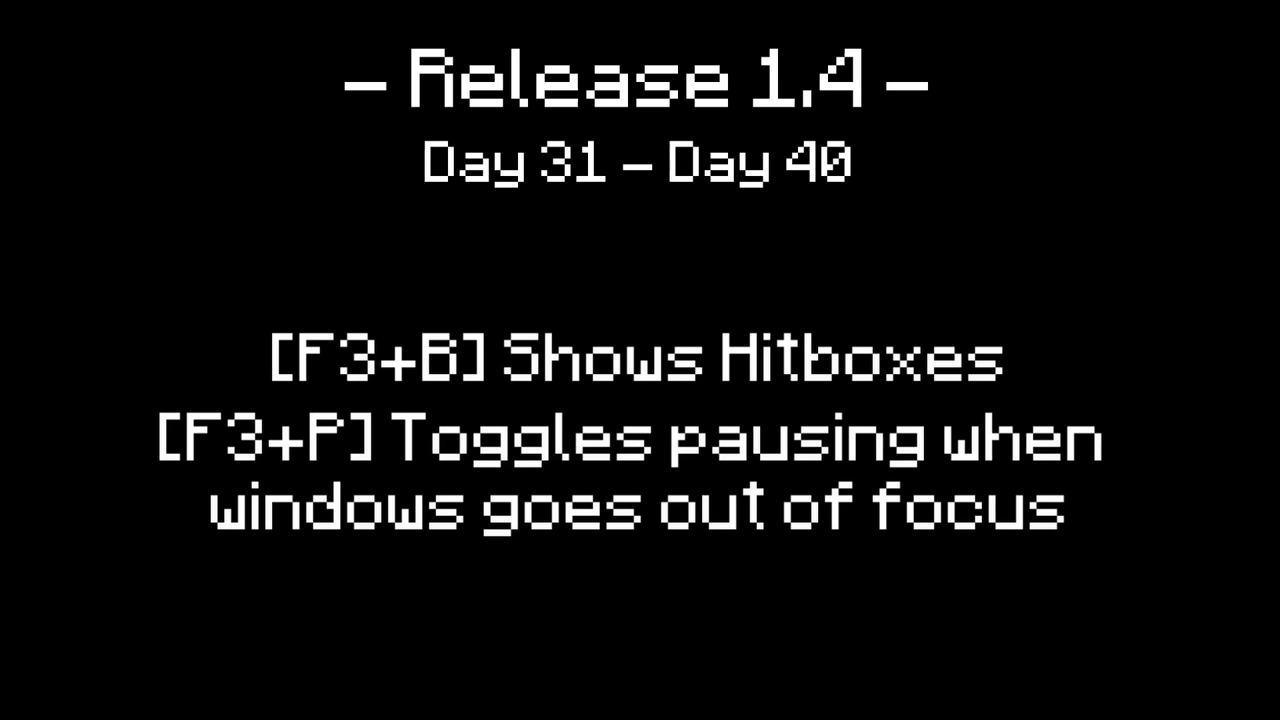 – Release 1.4 –
Day 31 – Day 40
[F3+B] Shows Hitboxes
[F3+P] Toggles pausing when
windows goes out of focus